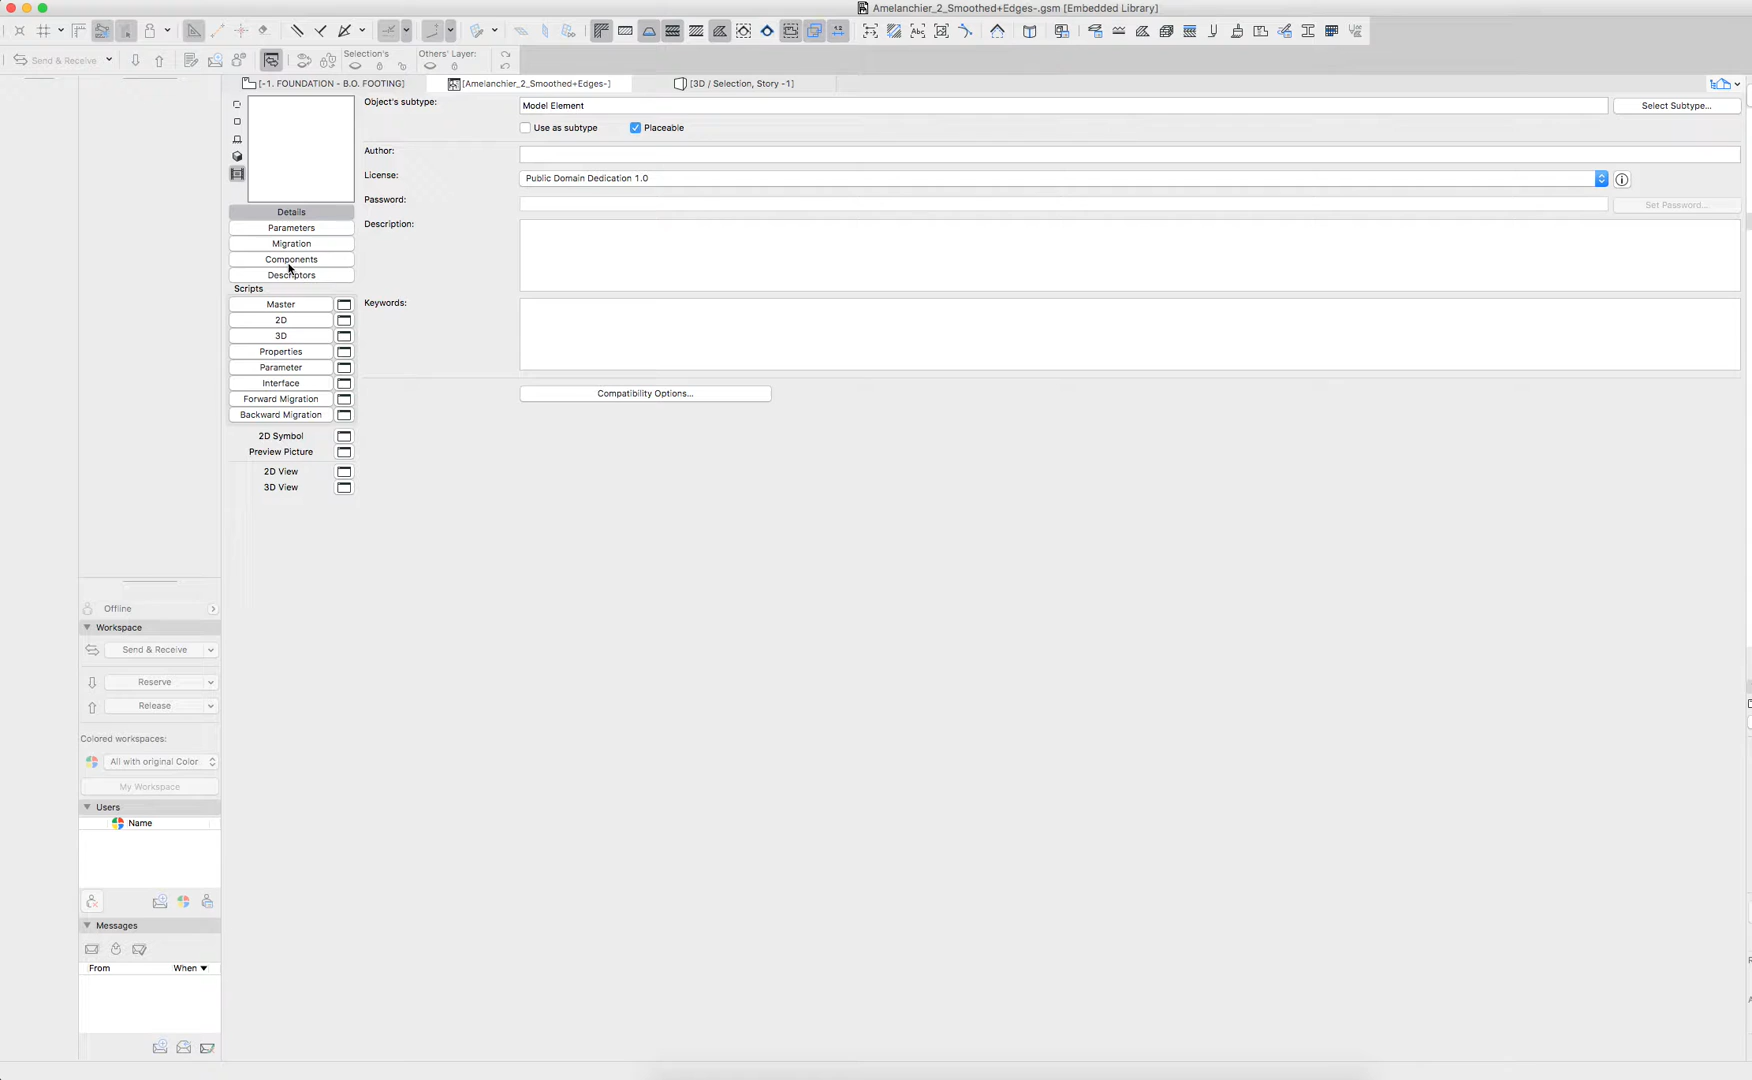 Amelanchier_2_Smoothed+Edges-.gsm [Embedded Library]
Abc
Send & Receive
Selection's Layer:
Others' Layer:
[-1. FOUNDATION - B.O. FOOTING]
[Amelanchier_2_Smoothed+Edges-]
[3D / Selection, Story -1]
Object's subtype:
Model Element
Select Subtype...
Use as subtype
Placeable
Author:
License:
Public Domain Dedication 1.0
Password:
Set Password...
Description:
Keywords:
Compatibility Options...
Details
Parameters
Migration
Components
Descriptors
Scripts
Master
2D
3D
Properties
Parameter
Interface
Forward Migration
Backward Migration
2D Symbol
Preview Picture
2D View
3D View
Offline
Workspace
Send & Receive
Reserve
Release
Colored workspaces:
All with original Color
My Workspace
Users
Name
Messages
From
When